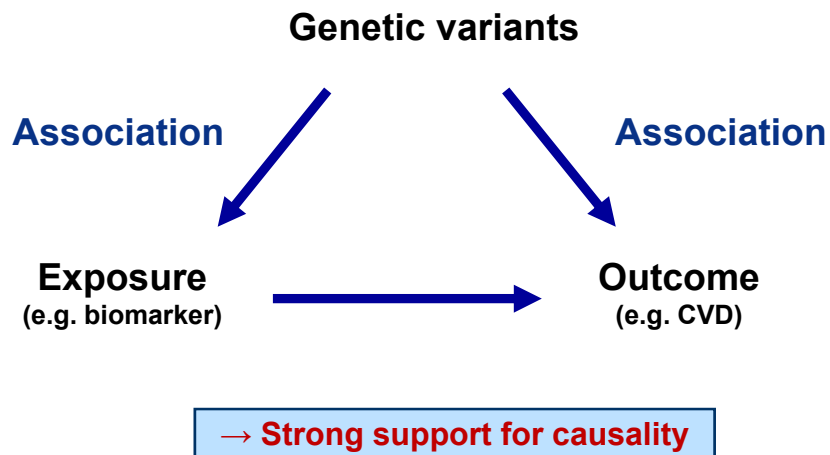 Genetic variants
Association
Association
Exposure
(e.g. biomarker)
Outcome
(e.g. CVD)
→ Strong support for causality